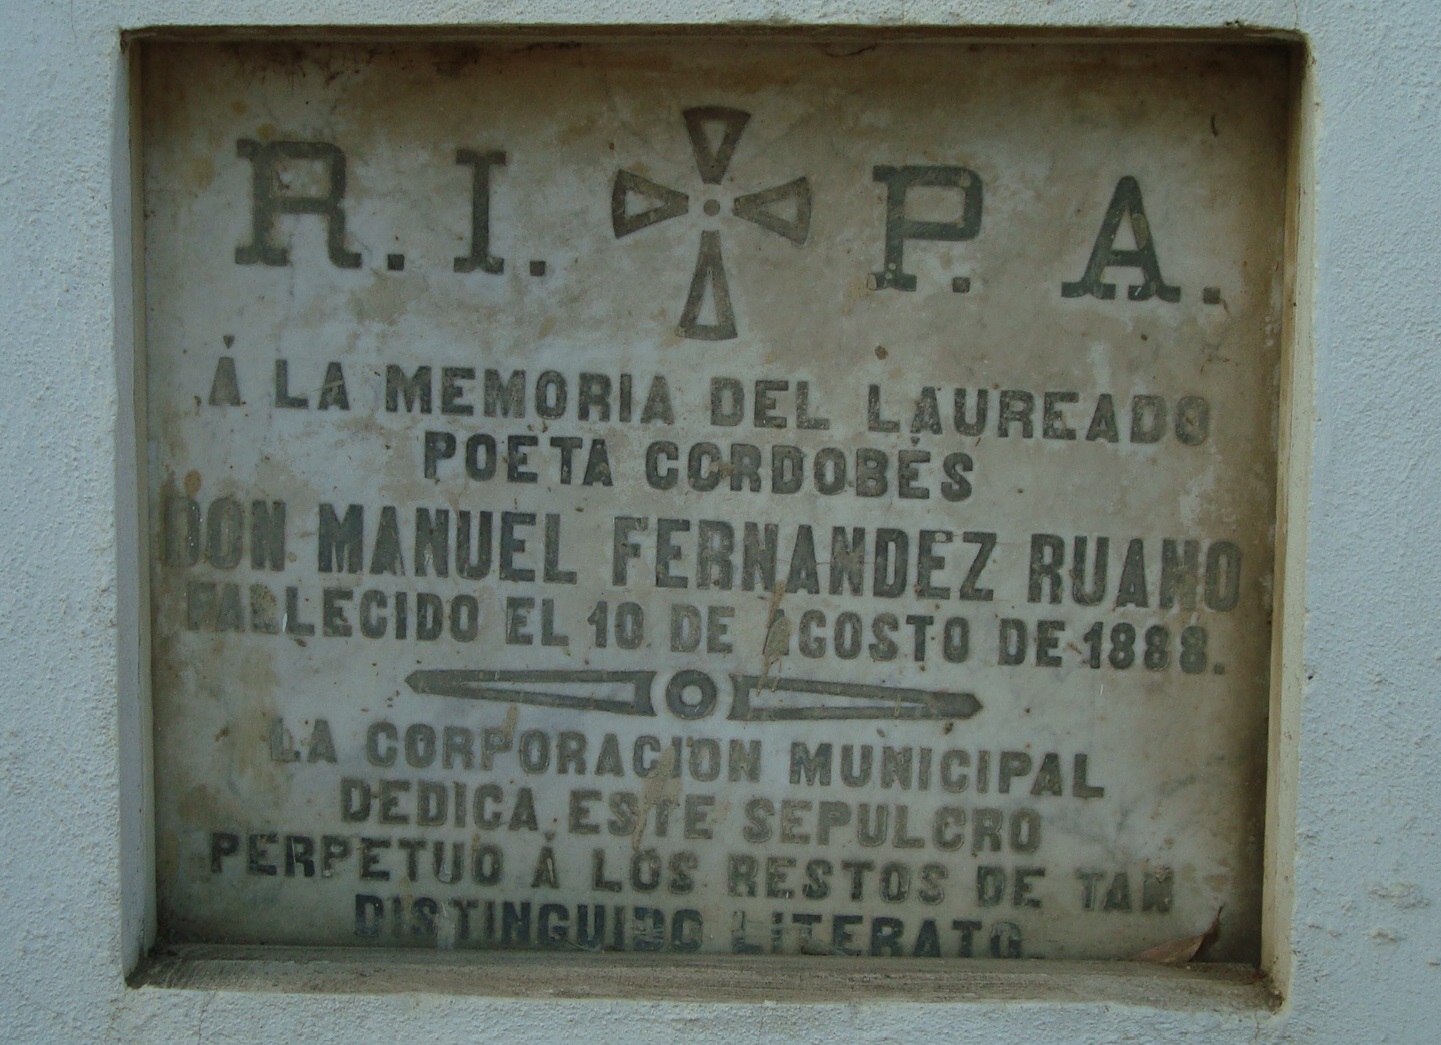 R. I. P. A.
Á LA MEMORIA DEL LAUREADO
POETA CORDOBÉS
DON MANUEL FERNANDEZ RUANO
FALLECIDO EL 10 DE AGOSTO DE 1888.
LA CORPORACION MUNICIPAL
DEDICA ESTE SEPULCRO
PERPETUO Á LOS RESTOS DE TAN
DISTINGUIDO LITERATO